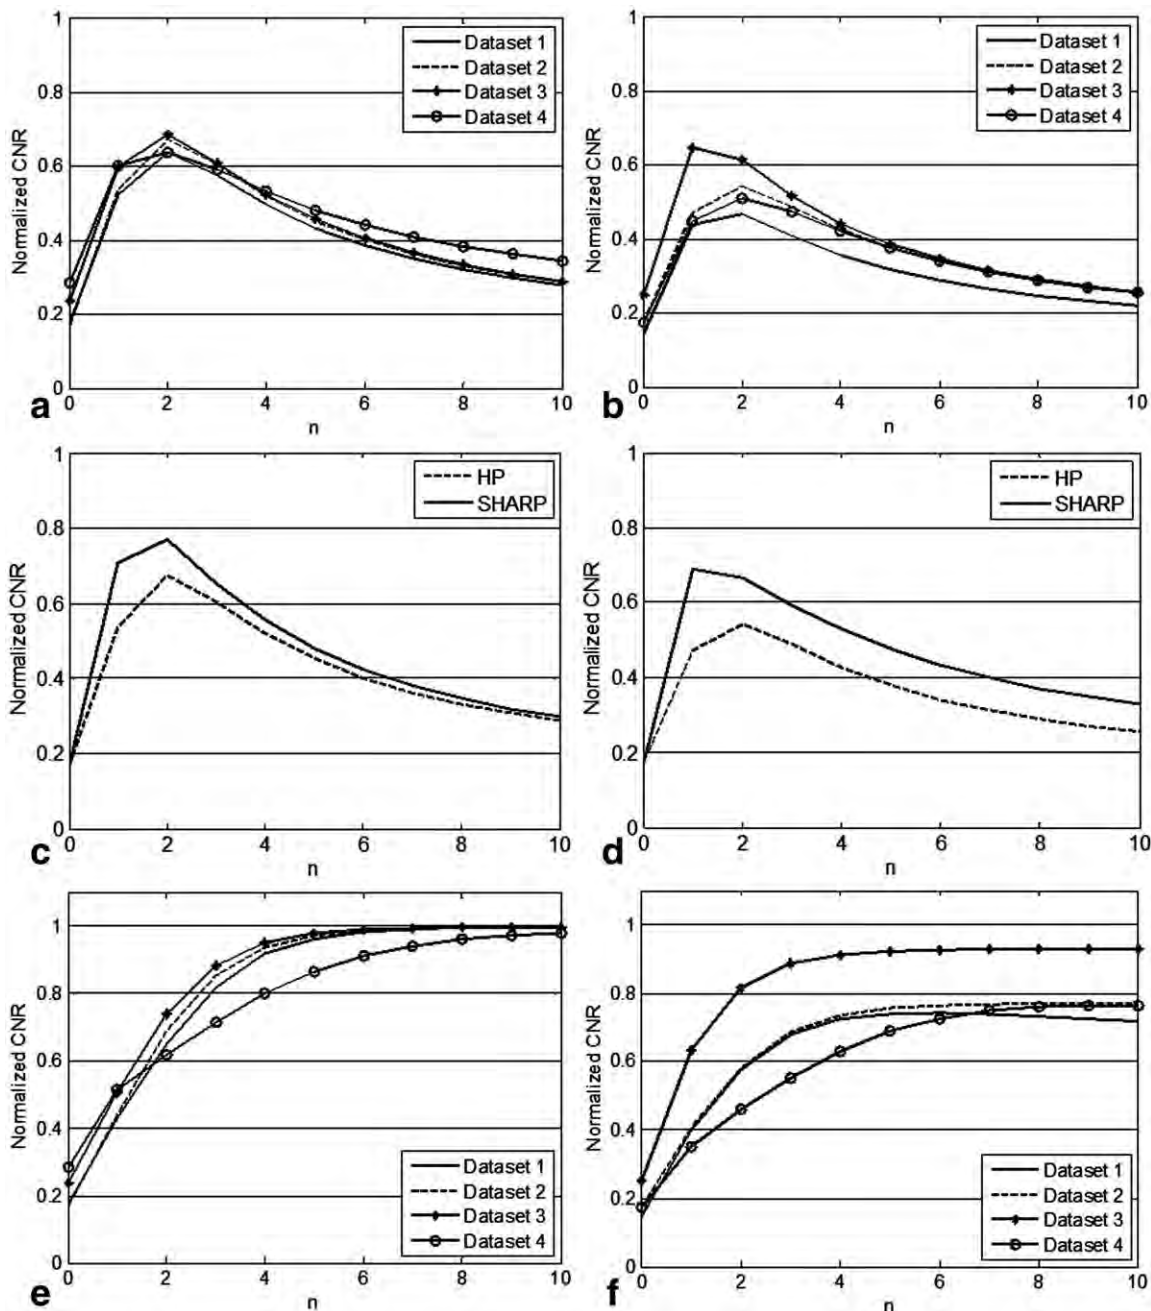 1
0.8
0.6
0.4
0.2
0
Normalized CNR
Dataset 1
Dataset 2
Dataset 3
Dataset 4
0 2 4 6 8 10
n
a
1
0.8
0.6
0.4
0.2
0
Normalized CNR
Dataset 1
Dataset 2
Dataset 3
Dataset 4
0 2 4 6 8 10
n
b
1
0.8
0.6
0.4
0.2
0
Normalized CNR
HP
SHARP
0 2 4 6 8 10
n
c
1
0.8
0.6
0.4
0.2
0
Normalized CNR
HP
SHARP
0 2 4 6 8 10
n
d
1
0.8
0.6
0.4
0.2
0
Normalized CNR
Dataset 1
Dataset 2
Dataset 3
Dataset 4
0 2 4 6 8 10
n
e
1
0.8
0.6
0.4
0.2
0
Normalized CNR
Dataset 1
Dataset 2
Dataset 3
Dataset 4
0 2 4 6 8 10
n
f